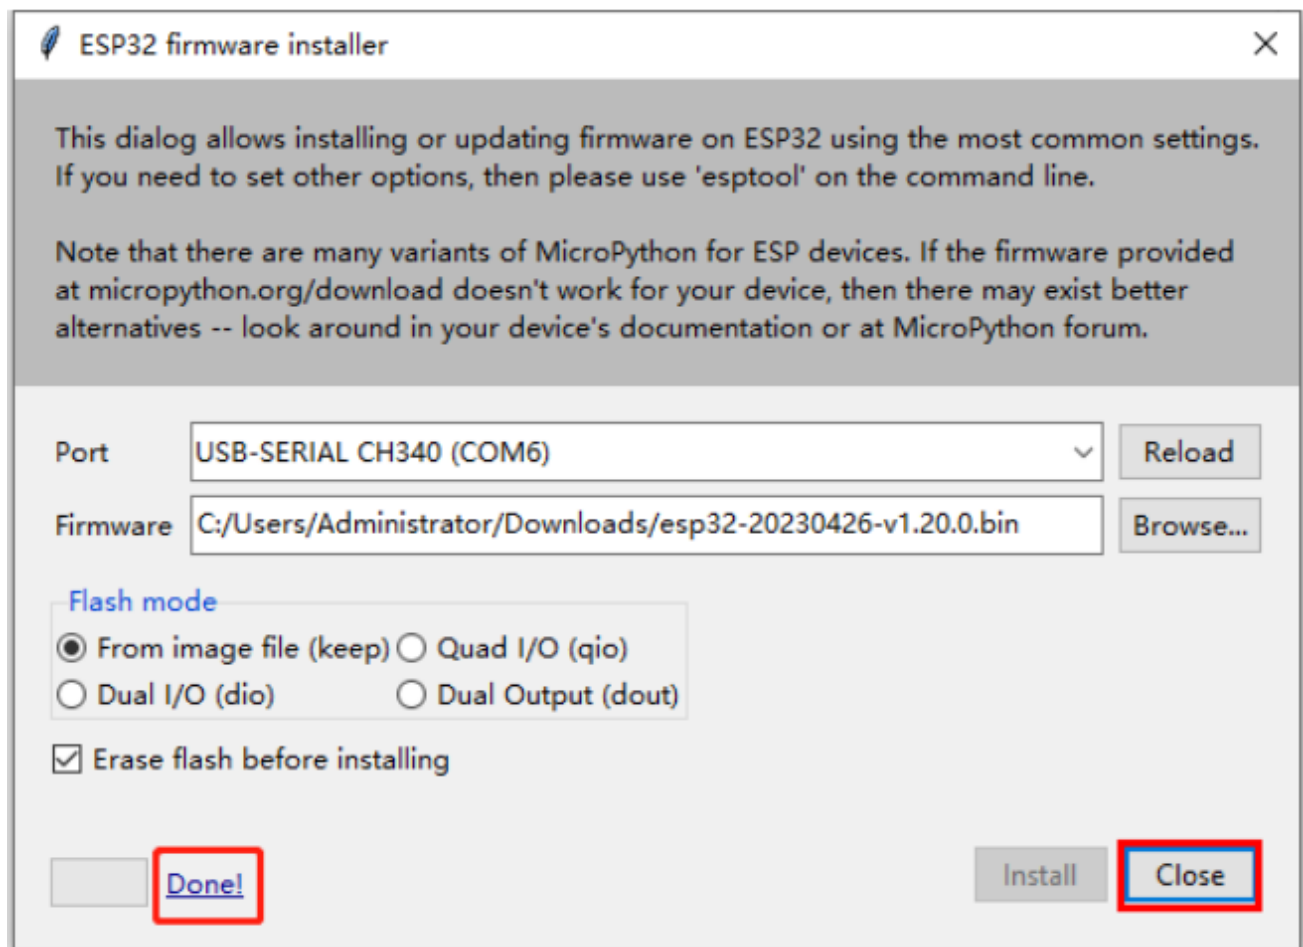 ESP32 firmware installer
This dialog allows installing or updating firmware on ESP32 using the most common settings.
If you need to set other options, then please use 'esptool' on the command line.
Note that there are many variants of MicroPython for ESP devices. If the firmware provided
at micropython.org/download doesn't work for your device, then there may exist better
alternatives -- look around in your device's documentation or at MicroPython forum.
Port USB-SERIAL CH340 (COM6) Reload
Firmware C:/Users/Administrator/Downloads/esp32-20230426-v1.20.0.bin Browse...
Flash mode
From image file (keep) Quad I/O (qio)
Dual I/O (dio) Dual Output (dout)
Erase flash before installing
Done! Install Close